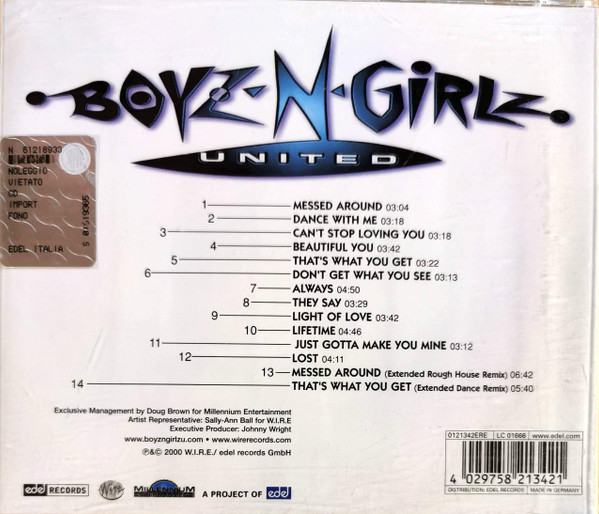 BOYZ-N-GIRLZ
UNITED
N 61218933
NOLEGGIO
VIETATO
CD
IMPORT
FONO
EDEL ITALIA
1 MESSED AROUND 03:04
2 DANCE WITH ME 03:18
3 CAN'T STOP LOVING YOU 03:18
4 BEAUTIFUL YOU 03:42
5 THAT'S WHAT YOU GET 03:22
6 DON'T GET WHAT YOU SEE 03:13
7 ALWAYS 04:50
8 THEY SAY 03:29
9 LIGHT OF LOVE 03:42
10 LIFETIME 04:46
11 JUST GOTTA MAKE YOU MINE 03:12
12 LOST 04:11
13 MESSED AROUND (Extended Rough House Remix) 06:42
14 THAT'S WHAT YOU GET (Extended Dance Remix) 05:40
Exclusive Management by Doug Brown for Millennium Entertainment
Artist Representative: Sally-Ann Ball for W.I.R.E
Executive Producer: Johnny Wright
www.boyzngirlzu.com • www.wirerecords.com
℗&© 2000 W.I.R.E./ edel records GmbH
0121342ERE LC 01666 www.edel.com
4 029758 213421
DISTRIBUTION: EDEL RECORDS MADE IN GERMANY
edel RECORDS
MILLENNIUM
A PROJECT OF edel